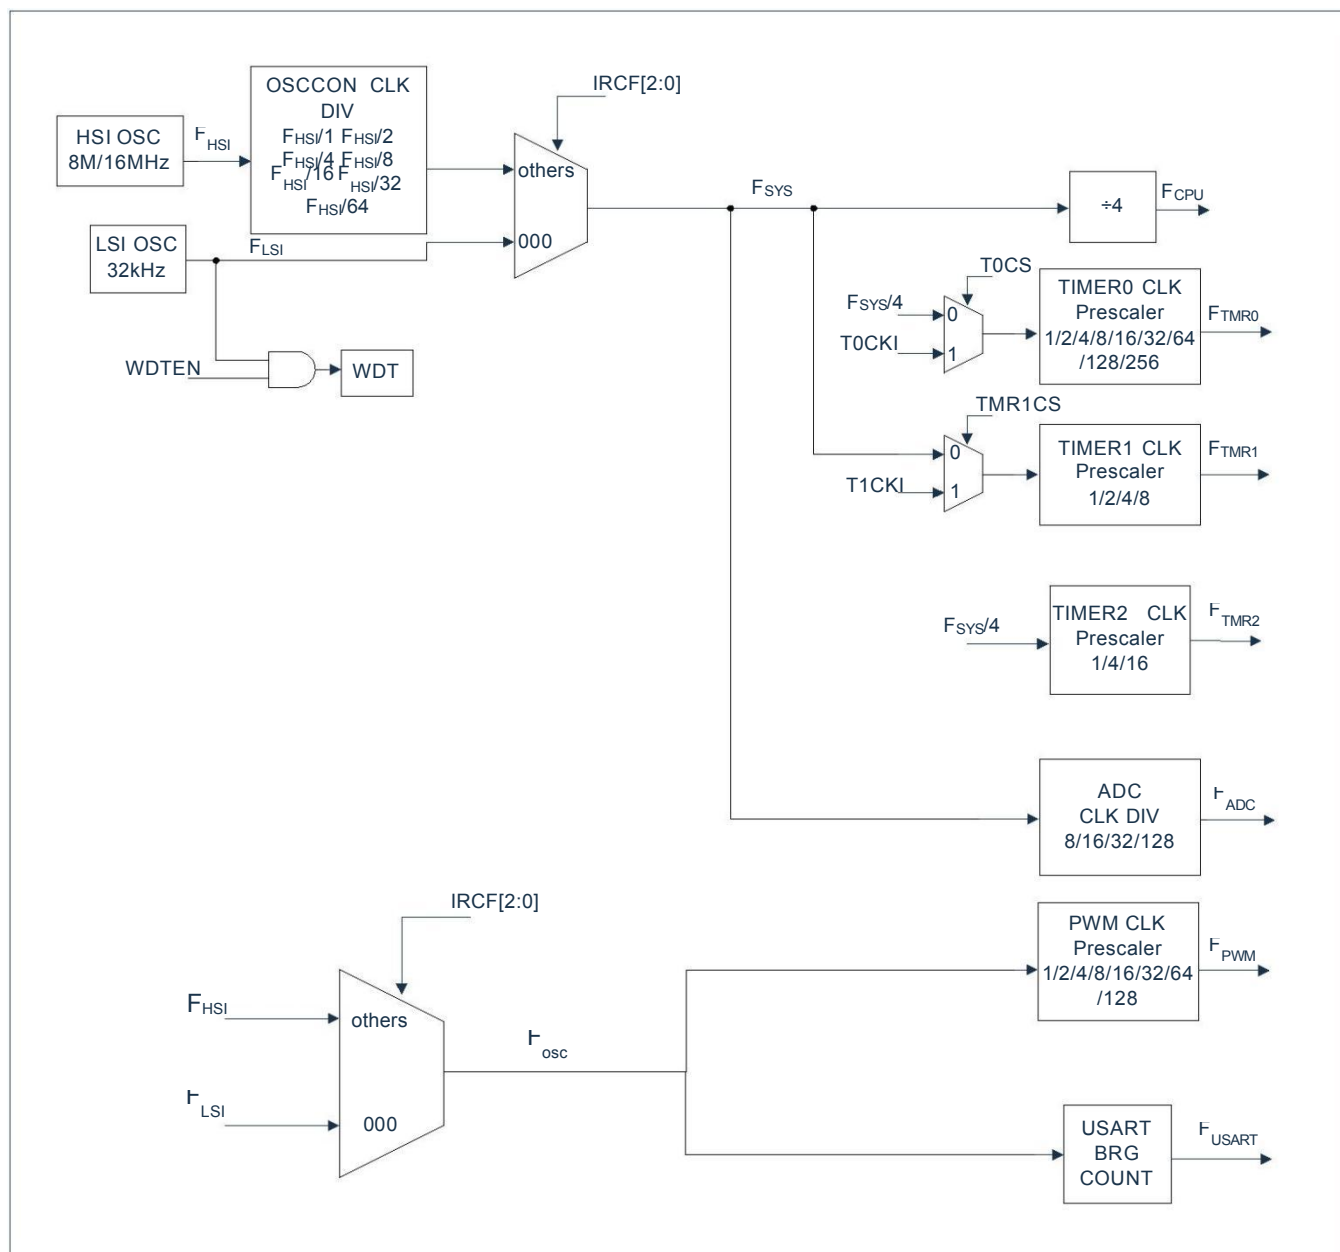 OSCCON CLK
DIV
FHSI/1 FHSI/2
FHSI/4 FHSI/8
FHSI/16 FHSI/32
FHSI/64
IRCF[2:0]
HSI OSC
8M/16MHz
FHSI
others
000
LSI OSC
32kHz
FLSI
WDTEN
WDT
FSYS
÷4
FCPU
T0CS
FSYS/4
T0CKI
0
1
TIMER0 CLK
Prescaler
1/2/4/8/16/32/64
/128/256
FTMR0
TMR1CS
0
T1CKI
1
TIMER1 CLK
Prescaler
1/2/4/8
FTMR1
FSYS/4
TIMER2 CLK
Prescaler
1/4/16
FTMR2
ADC
CLK DIV
8/16/32/128
FADC
IRCF[2:0]
FHSI
others
FLSI
000
Fosc
PWM CLK
Prescaler
1/2/4/8/16/32/64
/128
FPWM
USART
BRG
COUNT
FUSART